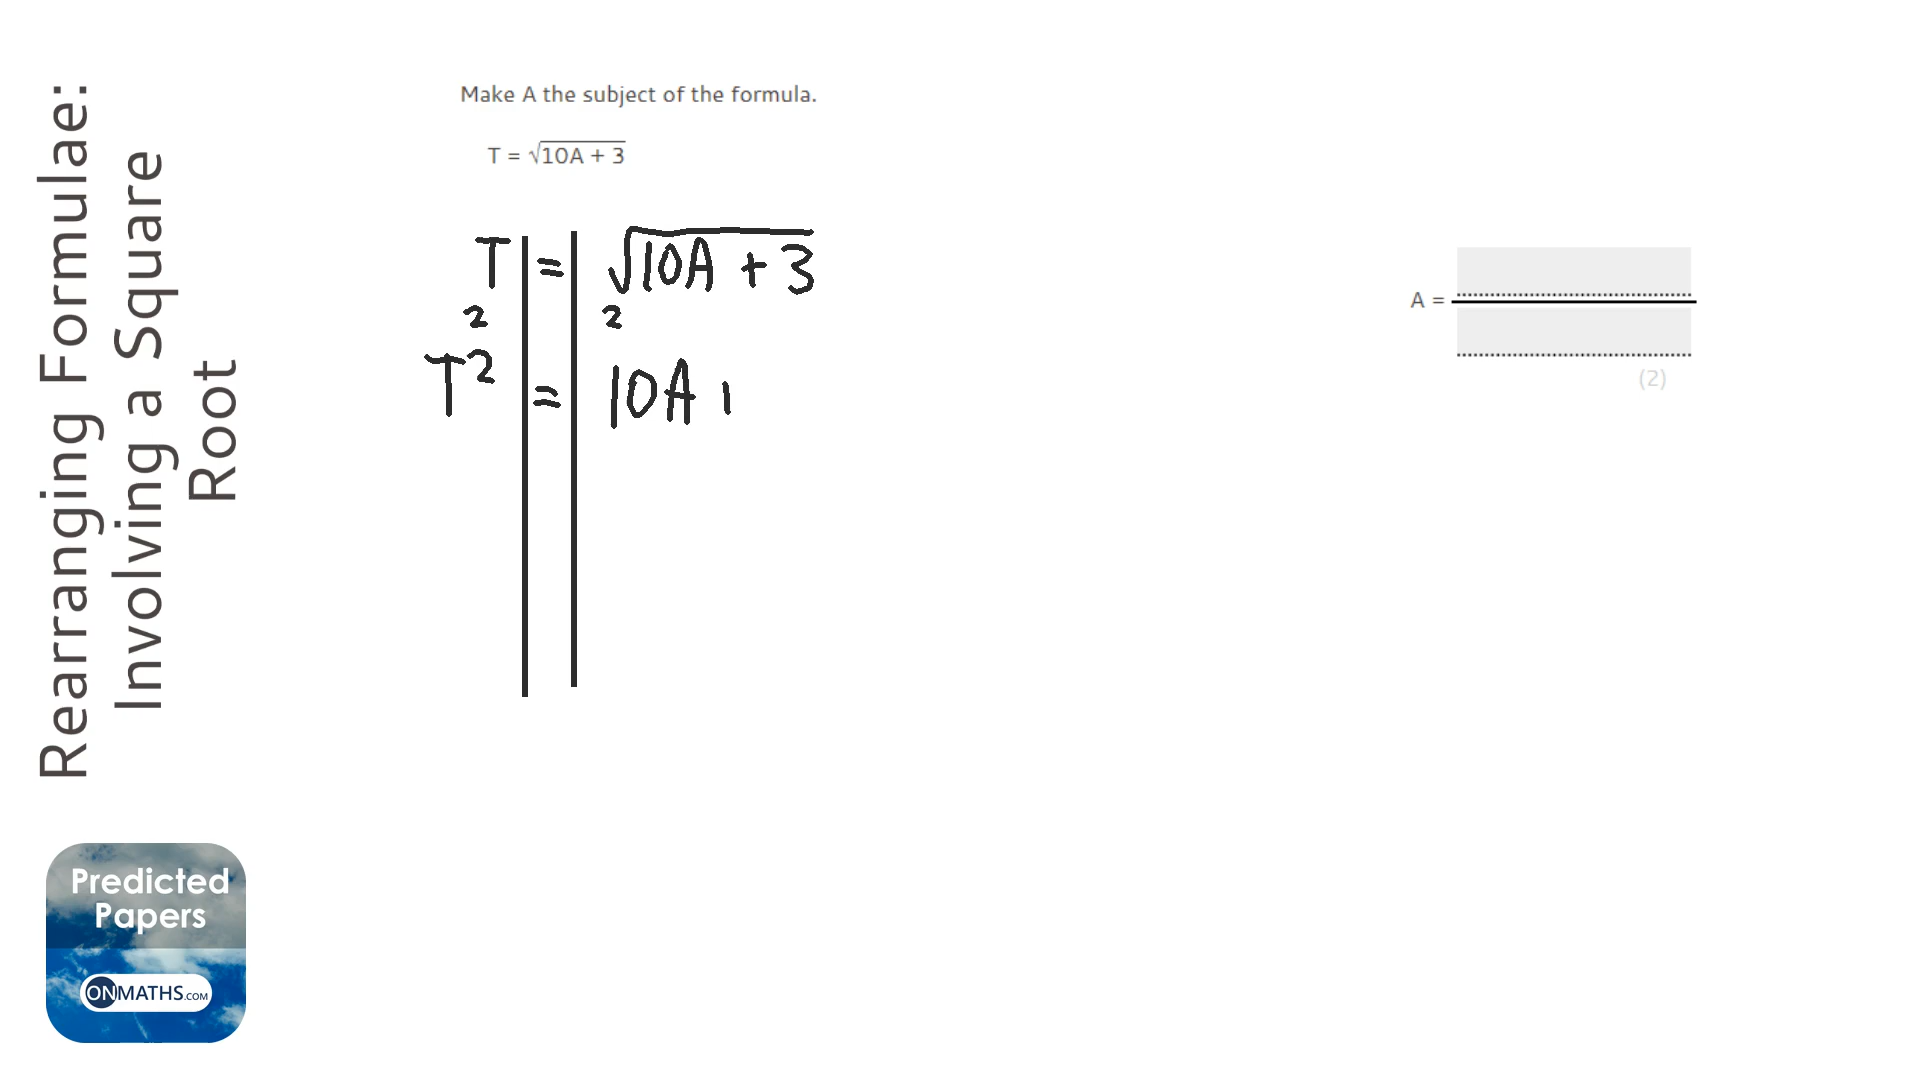 Rearranging Formulae:
Involving a Square
Root
Make A the subject of the formula.
T = √10A + 3
T = √10A + 3
2 2
T² = 10A ı
A =
(2)
Predicted
Papers
ONMATHS.COM